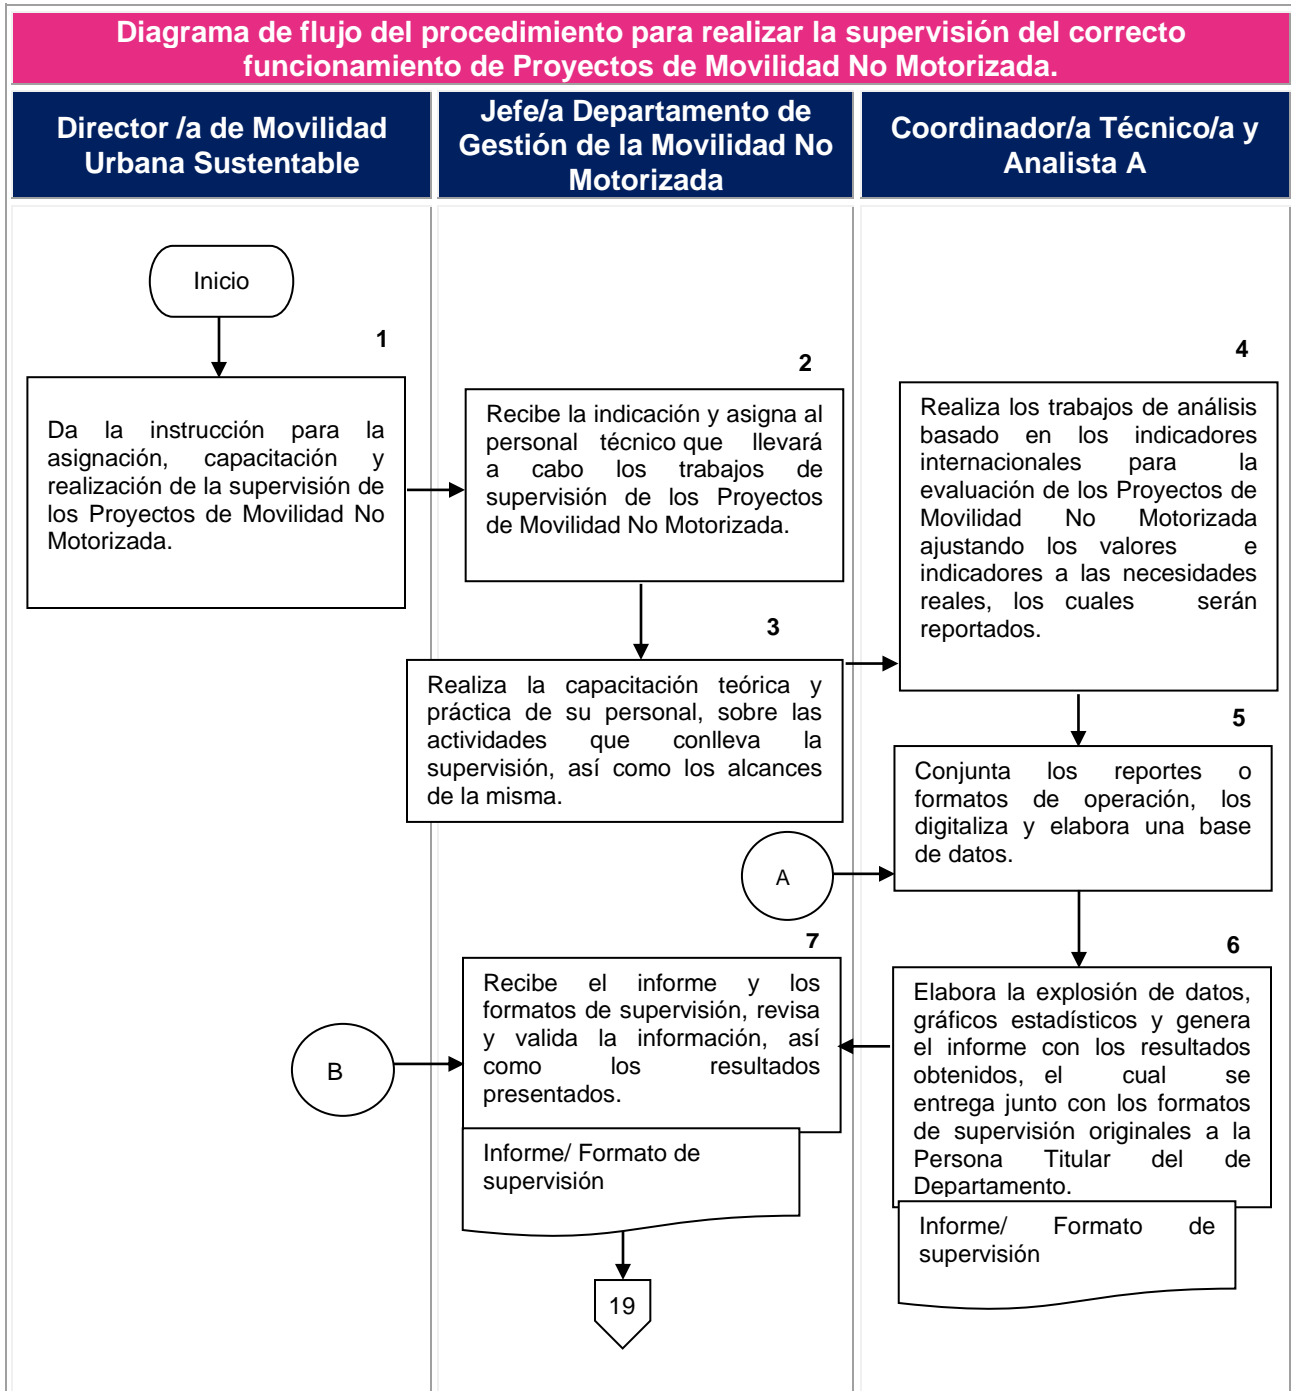 Diagrama de flujo del procedimiento para realizar la supervisión del correcto
funcionamiento de Proyectos de Movilidad No Motorizada.
Director /a de Movilidad
Urbana Sustentable
Jefe/a Departamento de
Gestión de la Movilidad No
Motorizada
Coordinador/a Técnico/a y
Analista A
Inicio
1
Da la instrucción para la
asignación, capacitación y
realización de la supervisión de
los Proyectos de Movilidad No
Motorizada.
2
Recibe la indicación y asigna al
personal técnico que llevará
a cabo los trabajos de
supervisión de los Proyectos
de Movilidad No Motorizada.
3
Realiza la capacitación teórica y
práctica de su personal, sobre las
actividades que conlleva la
supervisión, así como los alcances
de la misma.
4
Realiza los trabajos de análisis
basado en los indicadores
internacionales para la
evaluación de los Proyectos de
Movilidad No Motorizada
ajustando los valores e
indicadores a las necesidades
reales, los cuales serán
reportados.
5
Conjunta los reportes o
formatos de operación, los
digitaliza y elabora una base
de datos.
A
6
Elabora la explosión de datos,
gráficos estadísticos y genera
el informe con los resultados
obtenidos, el cual se
entrega junto con los formatos
de supervisión originales a la
Persona Titular del de
Departamento.
Informe/ Formato de
supervisión
7
Recibe el informe y los
formatos de supervisión, revisa
y valida la información, así
como los resultados
presentados.
B
Informe/ Formato de
supervisión
19